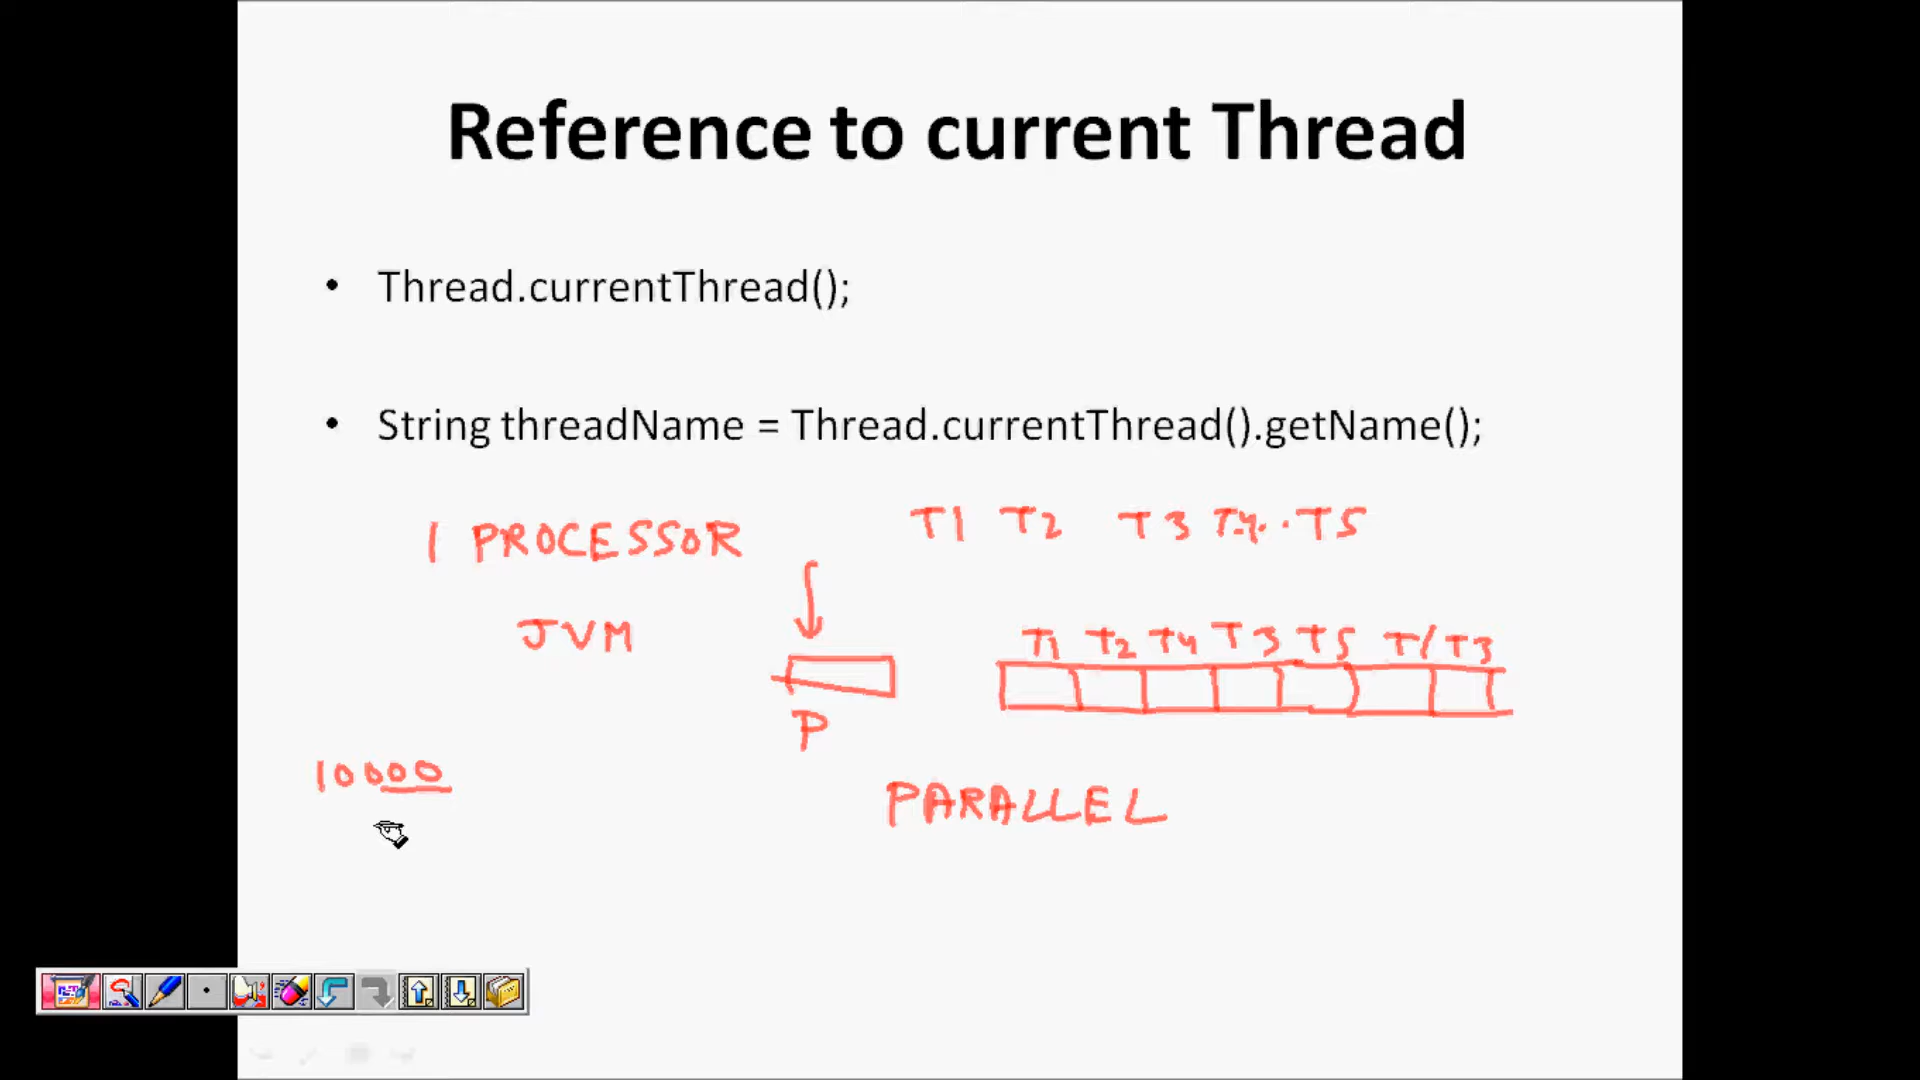 Reference to current Thread
• Thread.currentThread();
• String threadName = Thread.currentThread().getName();
1 PROCESSOR
T1 T2 T3 T4 . T5
JVM
T1 T2 T4 T3 T5 T1 T3
P
10000
PARALLEL